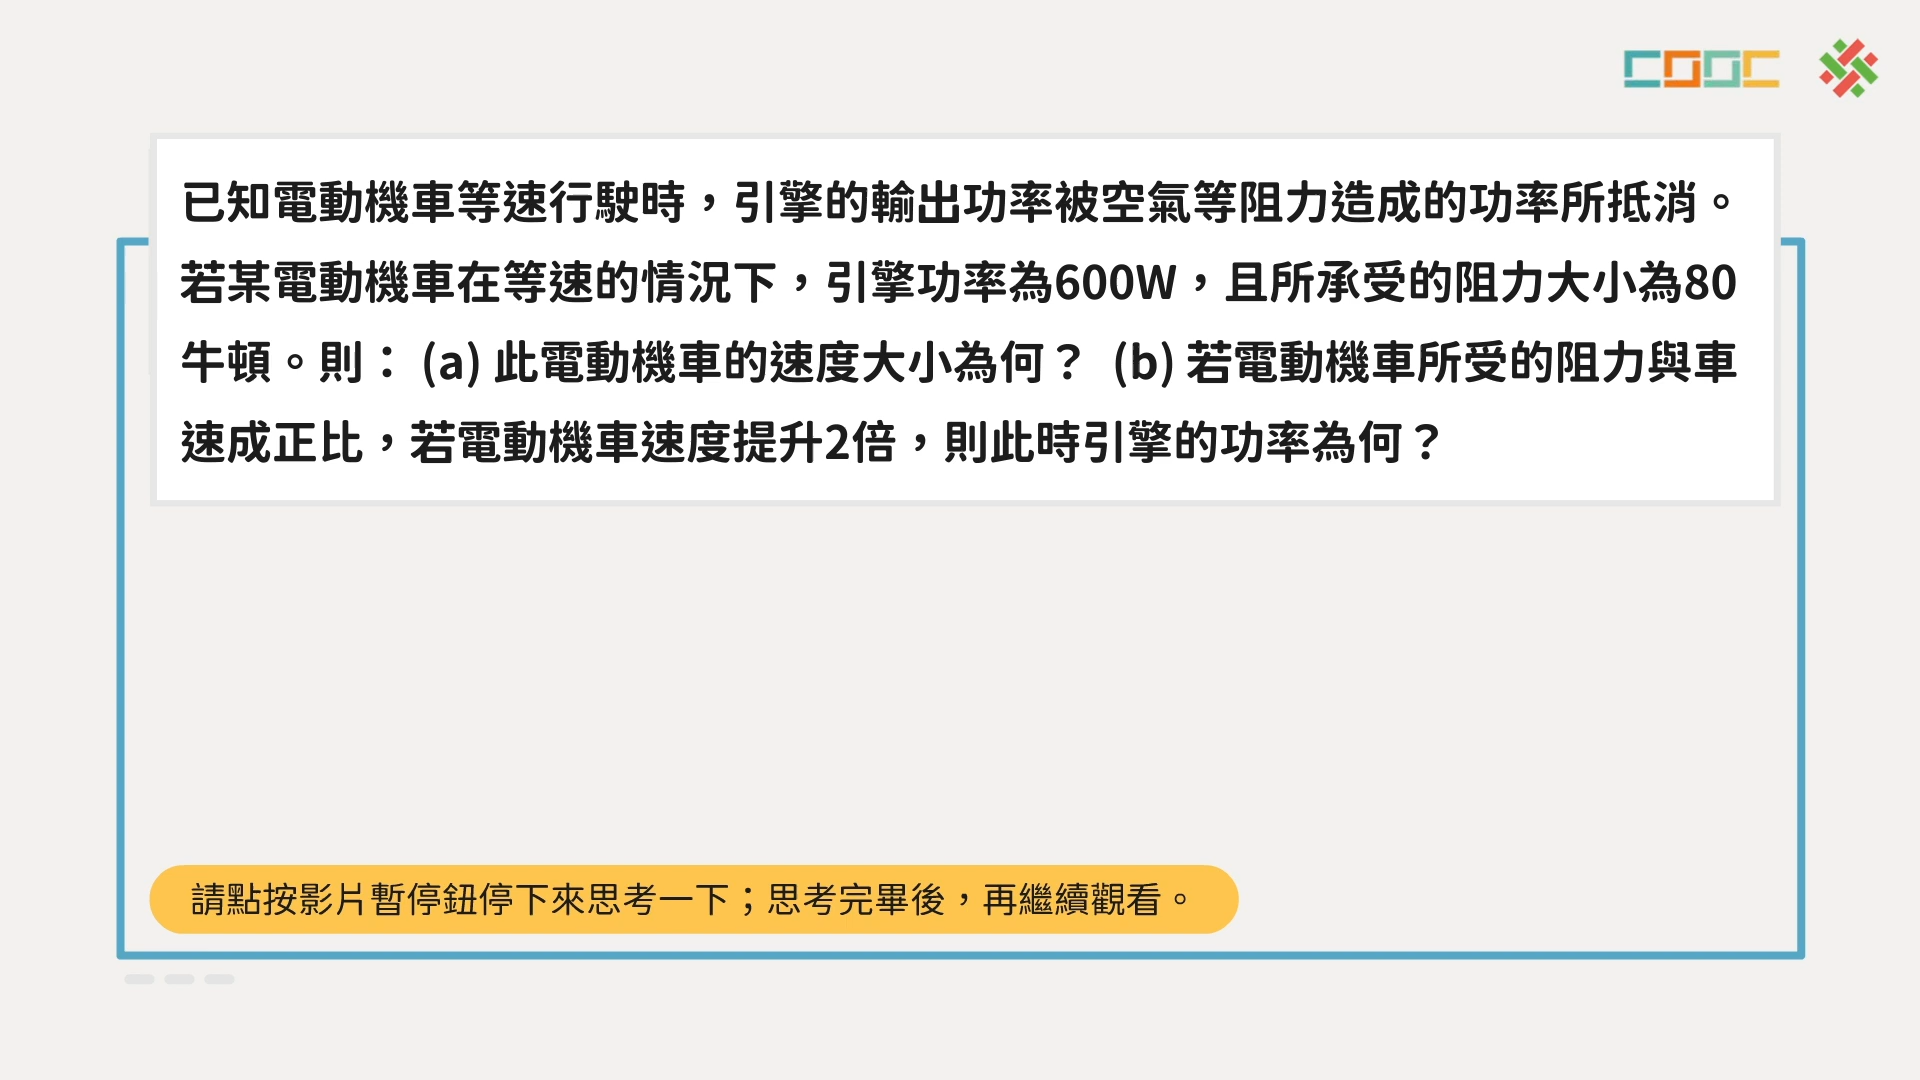 COOC
已知電動機車等速行駛時，引擎的輸出功率被空氣等阻力造成的功率所抵消。
若某電動機車在等速的情況下，引擎功率為600W，且所承受的阻力大小為80
牛頓。則： (a) 此電動機車的速度大小為何？ (b) 若電動機車所受的阻力與車
速成正比，若電動機車速度提升2倍，則此時引擎的功率為何？
請點按影片暫停鈕停下來思考一下；思考完畢後，再繼續觀看。